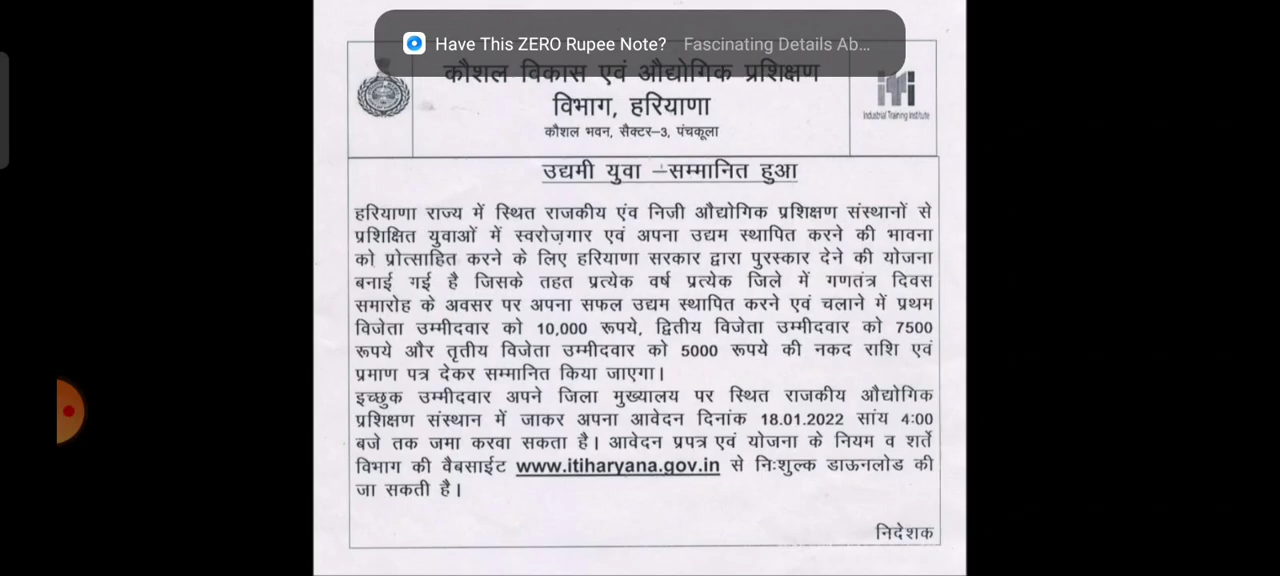 Have This ZERO Rupee Note? Fascinating Details Ab...
कौशल विकास एवं औद्योगिक प्रशिक्षण
विभाग, हरियाणा
कौशल भवन, सैक्टर–3, पंचकूला
iTi
Industrial Training Institute
उद्यमी युवा –सम्मानित हुआ
हरियाणा राज्य में स्थित राजकीय एंव निजी औद्योगिक प्रशिक्षण संस्थानों से
प्रशिक्षित युवाओं में स्वरोज़गार एवं अपना उद्यम स्थापित करने की भावना
को प्रोत्साहित करने के लिए हरियाणा सरकार द्वारा पुरस्कार देने की योजना
बनाई गई है जिसके तहत प्रत्येक वर्ष प्रत्येक जिले में गणतंत्र दिवस
समारोह के अवसर पर अपना सफल उद्यम स्थापित करने एवं चलाने में प्रथम
विजेता उम्मीदवार को 10,000 रूपये, द्वितीय विजेता उम्मीदवार को 7500
रूपये और तृतीय विजेता उम्मीदवार को 5000 रूपये की नकद राशि एवं
प्रमाण पत्र देकर सम्मानित किया जाएगा।
इच्छुक उम्मीदवार अपने जिला मुख्यालय पर स्थित राजकीय औद्योगिक
प्रशिक्षण संस्थान में जाकर अपना आवेदन दिनांक 18.01.2022 सांय 4:00
बजे तक जमा करवा सकता है। आवेदन प्रपत्र एवं योजना के नियम व शर्ते
विभाग की वैबसाईट www.itiharyana.gov.in से निःशुल्क डाऊनलोड की
जा सकती है।
निदेशक